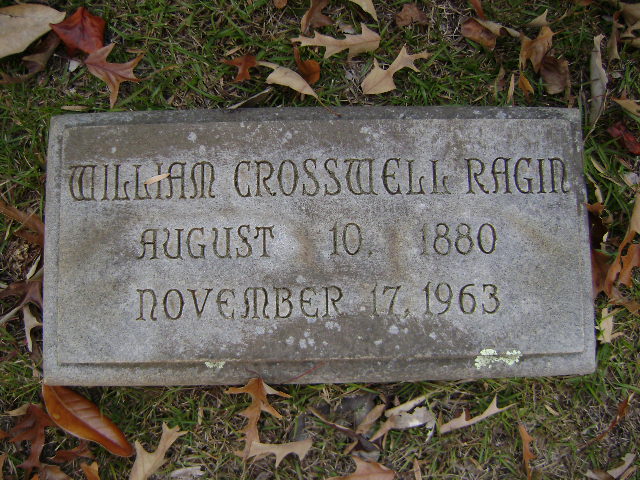 WILLIAM CROSSWELL RAGIN
AUGUST 10, 1880
NOVEMBER 17, 1963